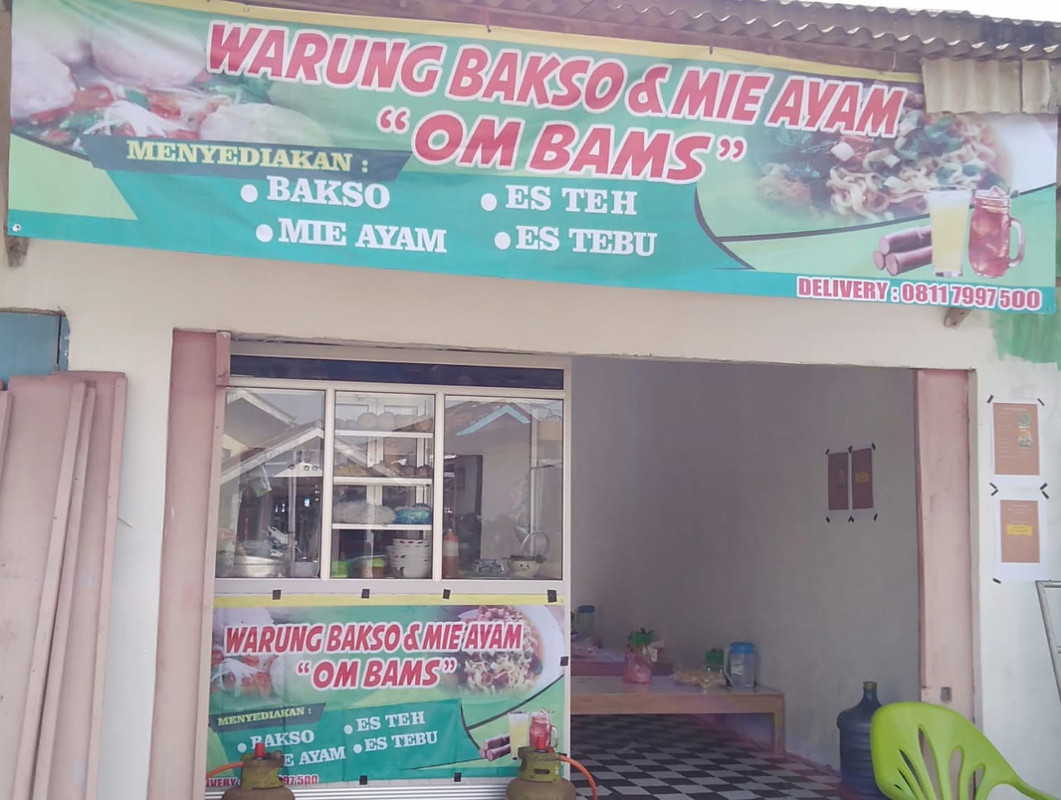 WARUNG BAKSO & MIE AYAM
"OM BAMS"
MENYEDIAKAN :
• BAKSO
• ES TEH
• MIE AYAM
• ES TEBU
DELIVERY : 0811 7997 500
WARUNG BAKSO & MIE AYAM
"OM BAMS"
MENYEDIAKAN :
• BAKSO
• ES TEH
AYAM
• ES TEBU